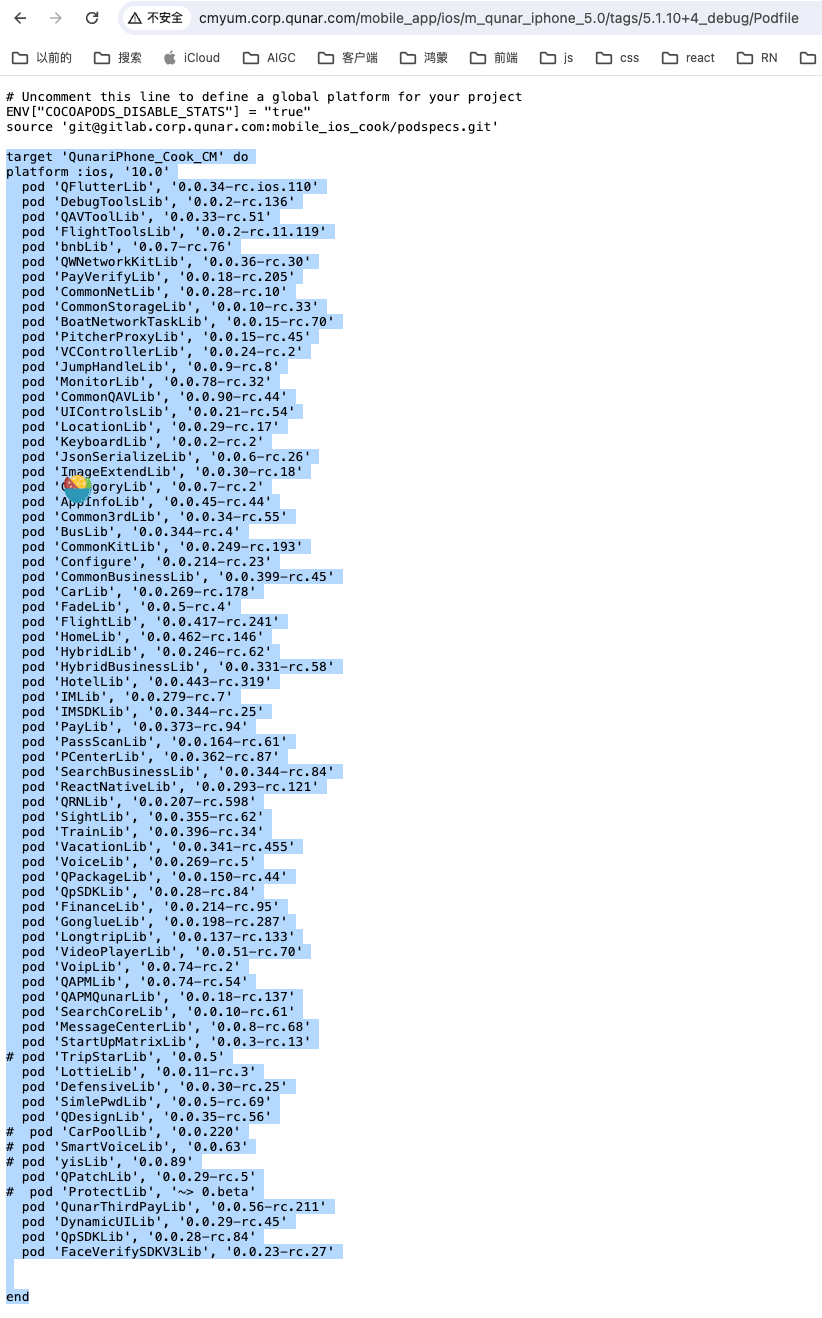 不安全 cmyum.corp.qunar.com/mobile_app/ios/m_qunar_iphone_5.0/tags/5.1.10+4_debug/Podfile
以前的 搜索 iCloud AIGC 客户端 鸿蒙 前端 js css react RN
# Uncomment this line to define a global platform for your project
ENV["COCOAPODS_DISABLE_STATS"] = "true"
source 'git@gitlab.corp.qunar.com:mobile_ios_cook/podspecs.git'
target 'QunariPhone_Cook_CM' do
platform :ios, '10.0'
pod 'QFlutterLib', '0.0.34-rc.ios.110'
pod 'DebugToolsLib', '0.0.2-rc.136'
pod 'QAVToolLib', '0.0.33-rc.51'
pod 'FlightToolsLib', '0.0.2-rc.11.119'
pod 'bnbLib', '0.0.7-rc.76'
pod 'QWNetworkKitLib', '0.0.36-rc.30'
pod 'PayVerifyLib', '0.0.18-rc.205'
pod 'CommonNetLib', '0.0.28-rc.10'
pod 'CommonStorageLib', '0.0.10-rc.33'
pod 'BoatNetworkTaskLib', '0.0.15-rc.70'
pod 'PitcherProxyLib', '0.0.15-rc.45'
pod 'VCControllerLib', '0.0.24-rc.2'
pod 'JumpHandleLib', '0.0.9-rc.8'
pod 'MonitorLib', '0.0.78-rc.32'
pod 'CommonQAVLib', '0.0.90-rc.44'
pod 'UIControlsLib', '0.0.21-rc.54'
pod 'LocationLib', '0.0.29-rc.17'
pod 'KeyboardLib', '0.0.2-rc.2'
pod 'JsonSerializeLib', '0.0.6-rc.26'
pod 'ImageExtendLib', '0.0.30-rc.18'
pod 'CategoryLib', '0.0.7-rc.2'
pod 'AppInfoLib', '0.0.45-rc.44'
pod 'Common3rdLib', '0.0.34-rc.55'
pod 'BusLib', '0.0.344-rc.4'
pod 'CommonKitLib', '0.0.249-rc.193'
pod 'Configure', '0.0.214-rc.23'
pod 'CommonBusinessLib', '0.0.399-rc.45'
pod 'CarLib', '0.0.269-rc.178'
pod 'FadeLib', '0.0.5-rc.4'
pod 'FlightLib', '0.0.417-rc.241'
pod 'HomeLib', '0.0.462-rc.146'
pod 'HybridLib', '0.0.246-rc.62'
pod 'HybridBusinessLib', '0.0.331-rc.58'
pod 'HotelLib', '0.0.443-rc.319'
pod 'IMLib', '0.0.279-rc.7'
pod 'IMSDKLib', '0.0.344-rc.25'
pod 'PayLib', '0.0.373-rc.94'
pod 'PassScanLib', '0.0.164-rc.61'
pod 'PCenterLib', '0.0.362-rc.87'
pod 'SearchBusinessLib', '0.0.344-rc.84'
pod 'ReactNativeLib', '0.0.293-rc.121'
pod 'QRNLib', '0.0.207-rc.598'
pod 'SightLib', '0.0.355-rc.62'
pod 'TrainLib', '0.0.396-rc.34'
pod 'VacationLib', '0.0.341-rc.455'
pod 'VoiceLib', '0.0.269-rc.5'
pod 'QPackageLib', '0.0.150-rc.44'
pod 'QpSDKLib', '0.0.28-rc.84'
pod 'FinanceLib', '0.0.214-rc.95'
pod 'GonglueLib', '0.0.198-rc.287'
pod 'LongtripLib', '0.0.137-rc.133'
pod 'VideoPlayerLib', '0.0.51-rc.70'
pod 'VoipLib', '0.0.74-rc.2'
pod 'QAPMLib', '0.0.74-rc.54'
pod 'QAPMQunarLib', '0.0.18-rc.137'
pod 'SearchCoreLib', '0.0.10-rc.61'
pod 'MessageCenterLib', '0.0.8-rc.68'
pod 'StartUpMatrixLib', '0.0.3-rc.13'
# pod 'TripStarLib', '0.0.5'
pod 'LottieLib', '0.0.11-rc.3'
pod 'DefensiveLib', '0.0.30-rc.25'
pod 'SimlePwdLib', '0.0.5-rc.69'
pod 'QDesignLib', '0.0.35-rc.56'
#  pod 'CarPoolLib', '0.0.220'
# pod 'SmartVoiceLib', '0.0.63'
# pod 'yisLib', '0.0.89'
pod 'QPatchLib', '0.0.29-rc.5'
#  pod 'ProtectLib', '~> 0.beta'
pod 'QunarThirdPayLib', '0.0.56-rc.211'
pod 'DynamicUILib', '0.0.29-rc.45'
pod 'QpSDKLib', '0.0.28-rc.84'
pod 'FaceVerifySDKV3Lib', '0.0.23-rc.27'
end